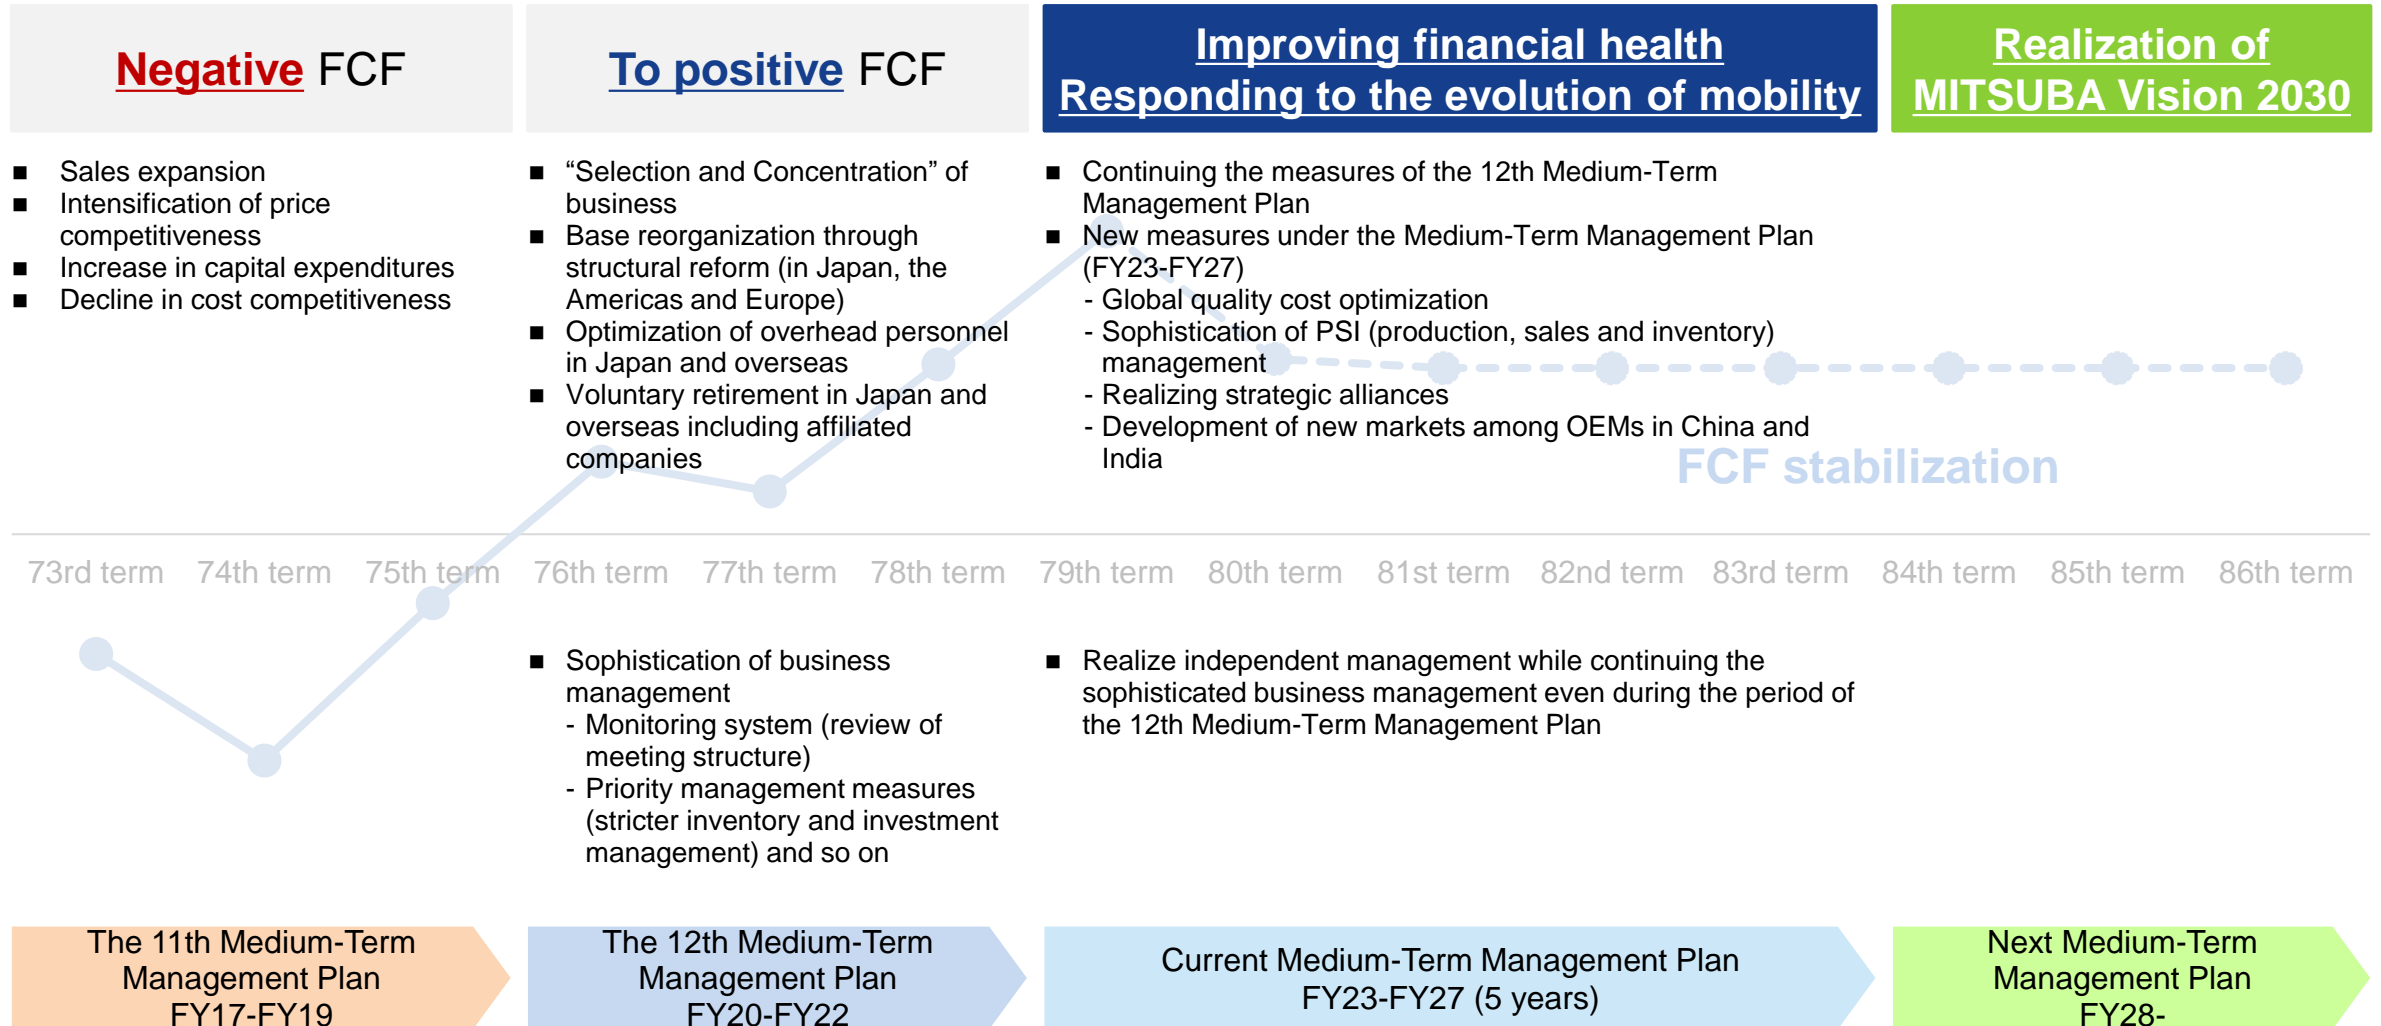 Negative FCF
To positive FCF
Improving financial health
Responding to the evolution of mobility
Realization of
MITSUBA Vision 2030
■ Sales expansion
■ Intensification of price
competitiveness
■ Increase in capital expenditures
■ Decline in cost competitiveness
■ “Selection and Concentration” of
business
■ Base reorganization through
structural reform (in Japan, the
Americas and Europe)
■ Optimization of overhead personnel
in Japan and overseas
■ Voluntary retirement in Japan and
overseas including affiliated
companies
■ Continuing the measures of the 12th Medium-Term
Management Plan
■ New measures under the Medium-Term Management Plan
(FY23-FY27)
- Global quality cost optimization
- Sophistication of PSI (production, sales and inventory)
management
- Realizing strategic alliances
- Development of new markets among OEMs in China and
India
FCF stabilization
73rd term 74th term 75th term 76th term 77th term 78th term 79th term 80th term 81st term 82nd term 83rd term 84th term 85th term 86th term
■ Sophistication of business
management
- Monitoring system (review of
meeting structure)
- Priority management measures
(stricter inventory and investment
management) and so on
■ Realize independent management while continuing the
sophisticated business management even during the period of
the 12th Medium-Term Management Plan
The 11th Medium-Term
Management Plan
FY17-FY19
The 12th Medium-Term
Management Plan
FY20-FY22
Current Medium-Term Management Plan
FY23-FY27 (5 years)
Next Medium-Term
Management Plan
FY28-